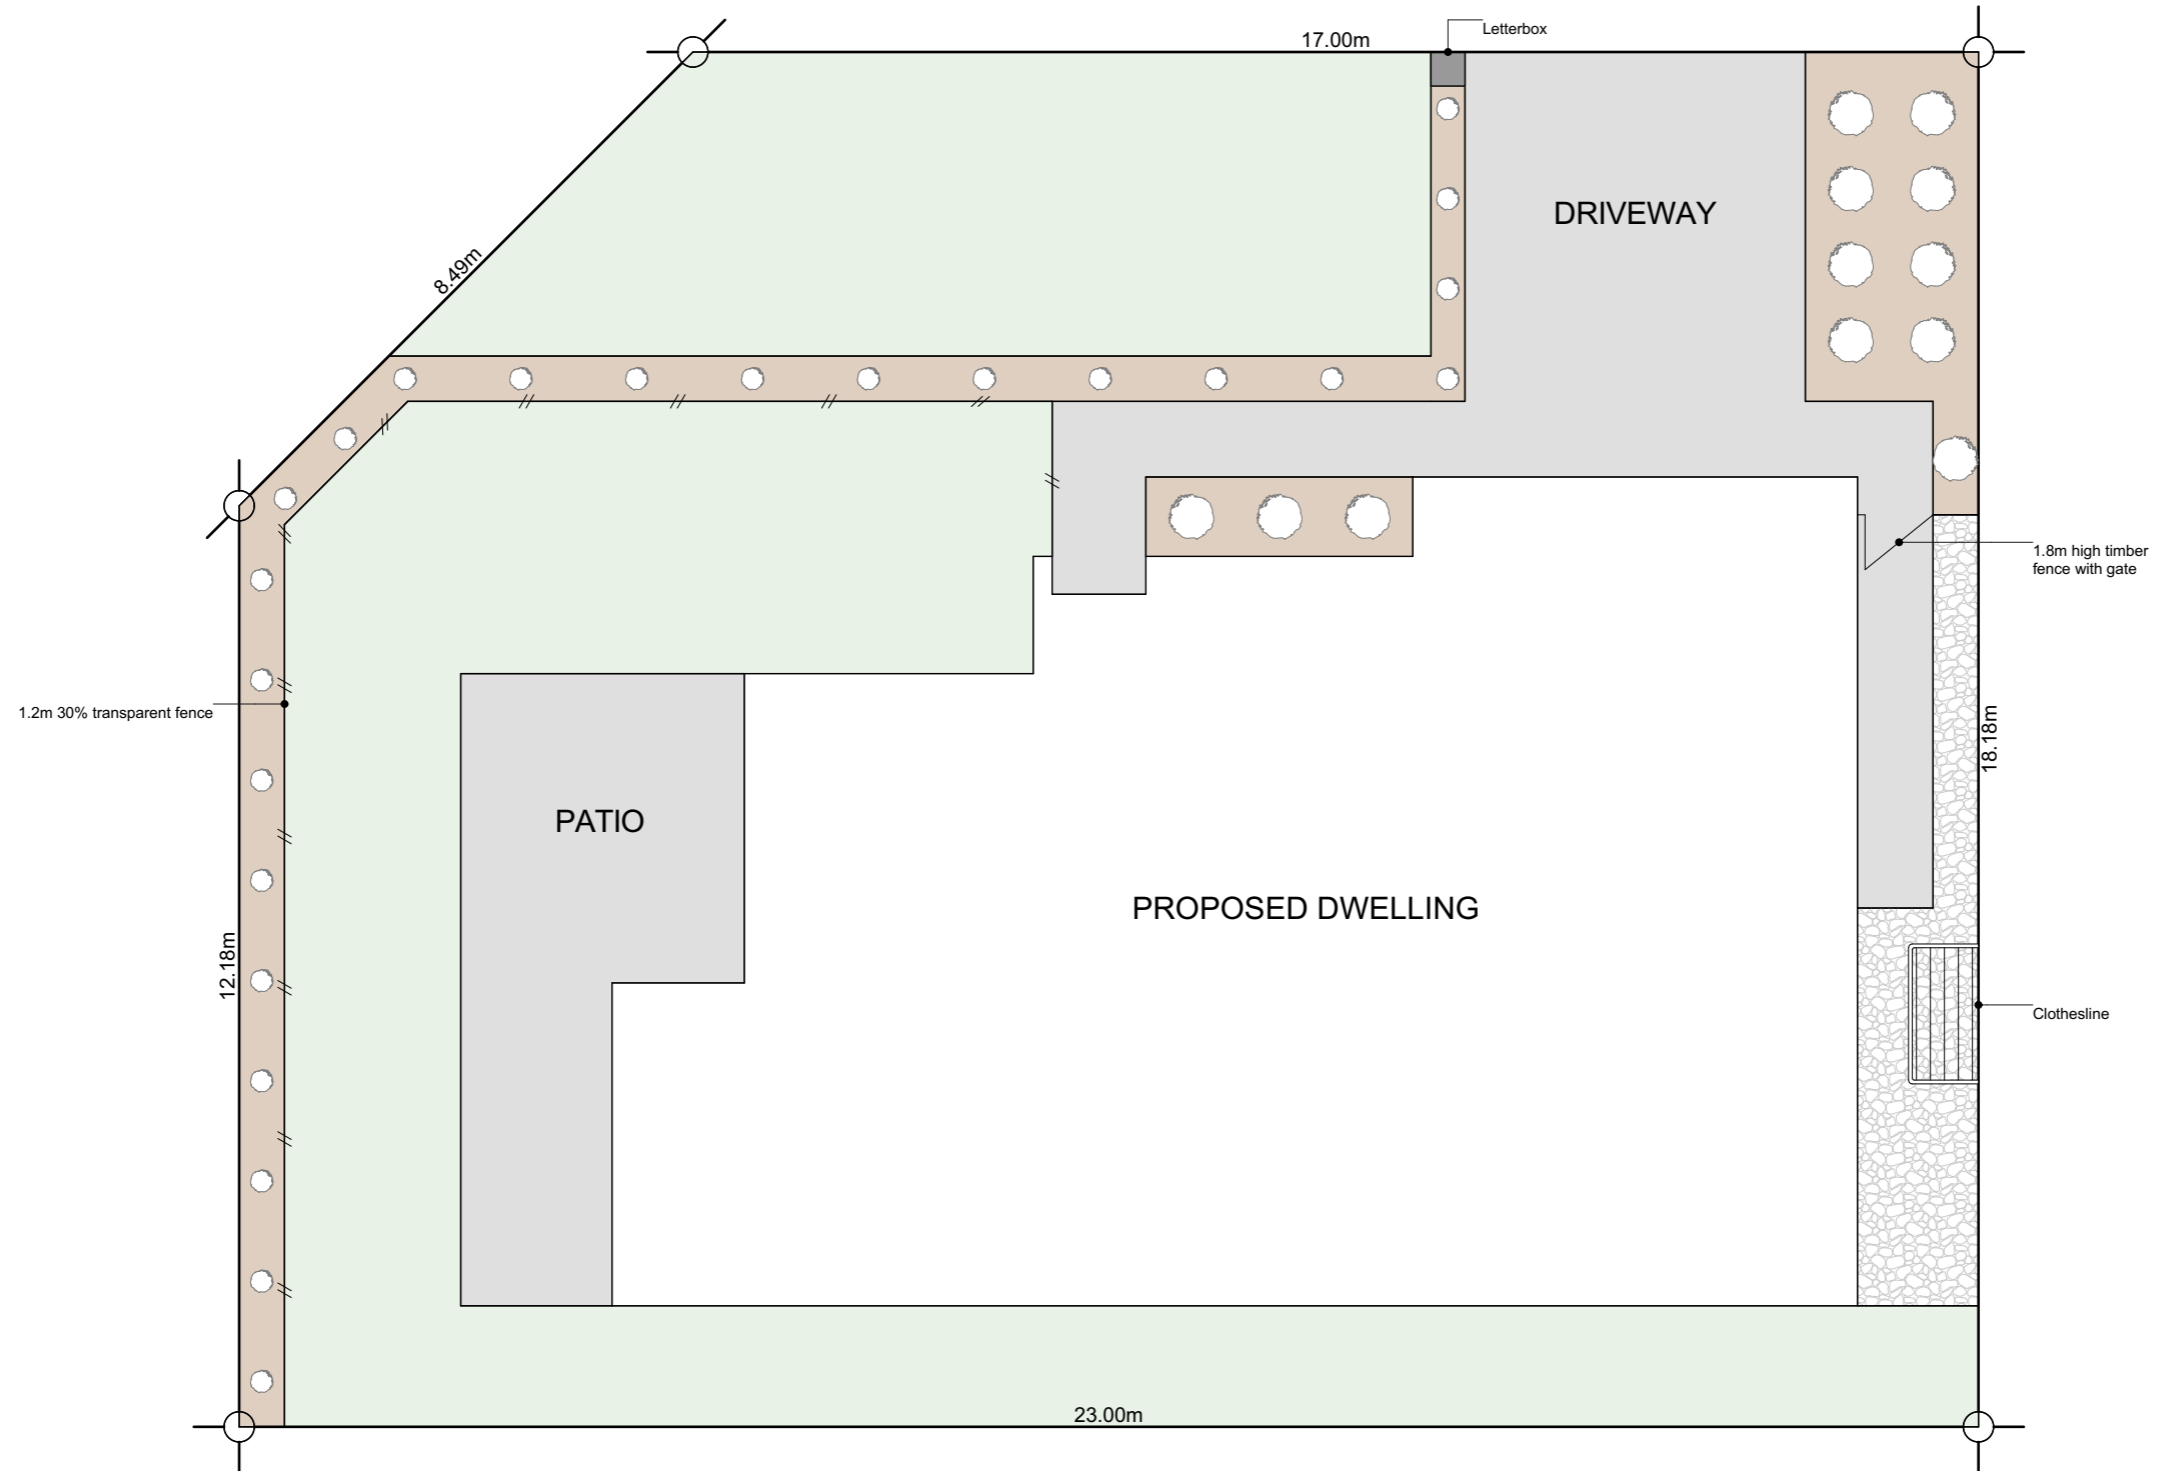 Letterbox
17.00m
DRIVEWAY
8.49m
1.8m high timber
fence with gate
1.2m 30% transparent fence
18.18m
PATIO
PROPOSED DWELLING
12.18m
Clothesline
23.00m